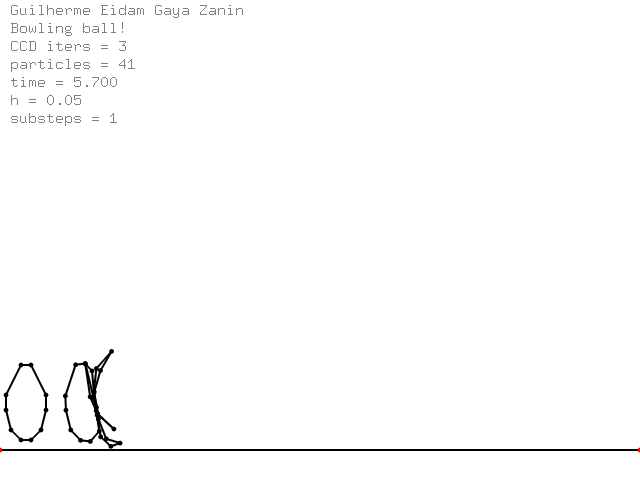 Guilherme Eidam Gaya Zanin
Bowling ball!
CCD iters = 3
particles = 41
time = 5.700
h = 0.05
substeps = 1